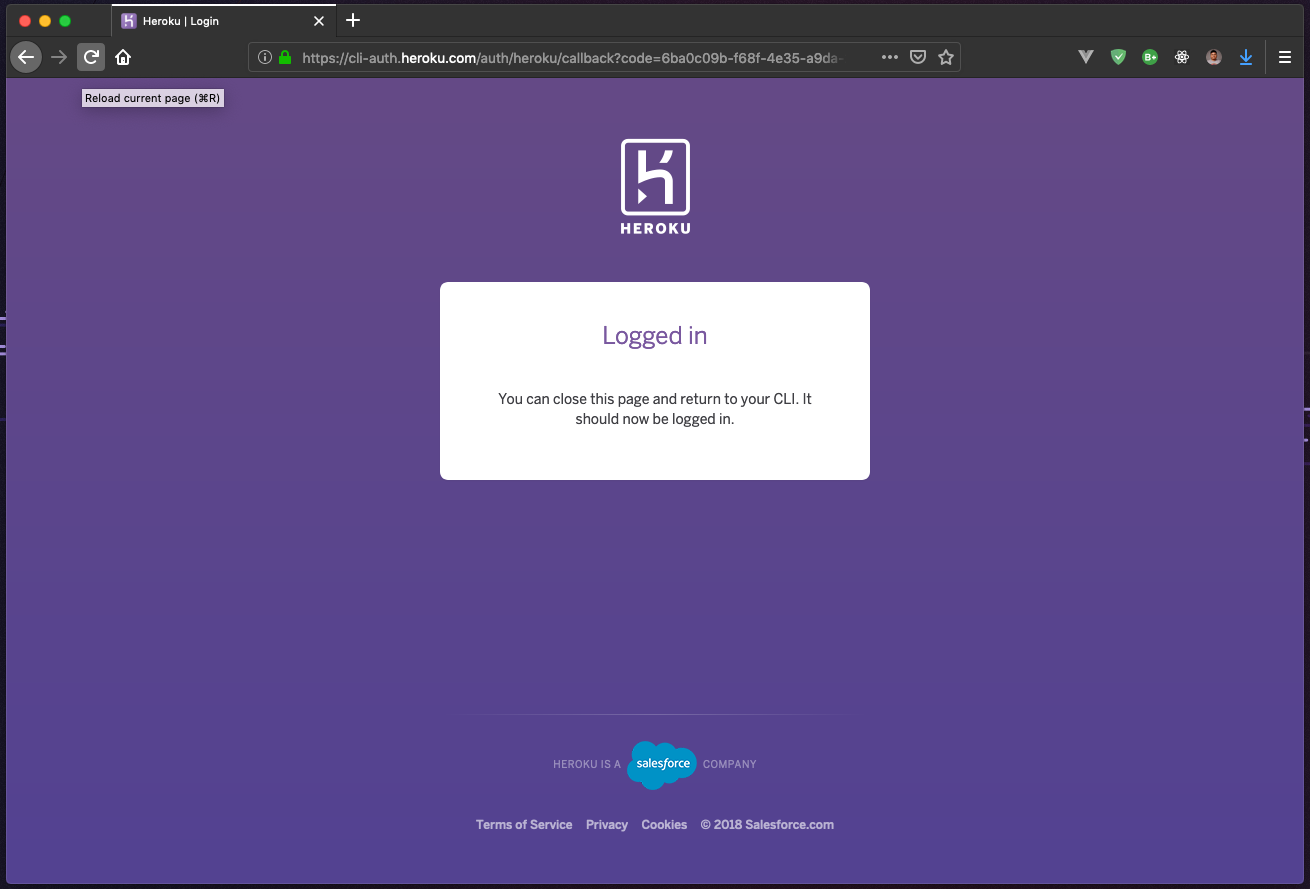 Heroku | Login
https://cli-auth.heroku.com/auth/heroku/callback?code=6ba0c09b-f68f-4e35-a9da-
B+
Reload current page (⌘R)
HEROKU
Logged in
You can close this page and return to your CLI. It
should now be logged in.
HEROKU IS A salesforce COMPANY
Terms of Service Privacy Cookies © 2018 Salesforce.com